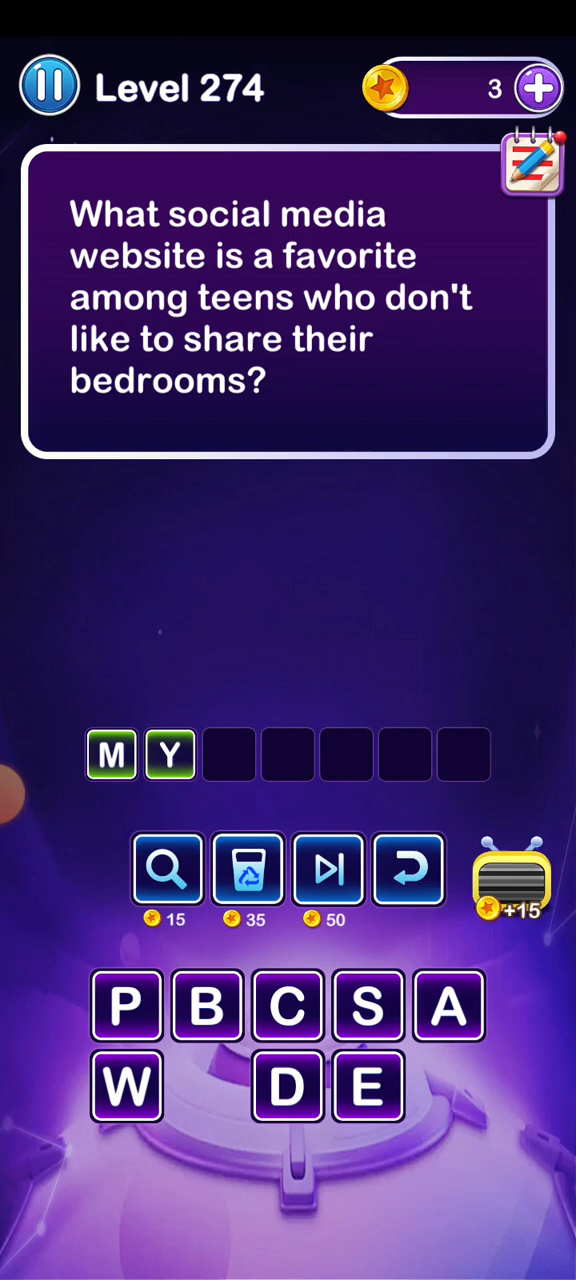 Level 274
3
What social media
website is a favorite
among teens who don't
like to share their
bedrooms?
M Y
15 35 50 +15
P B C S A
W D E